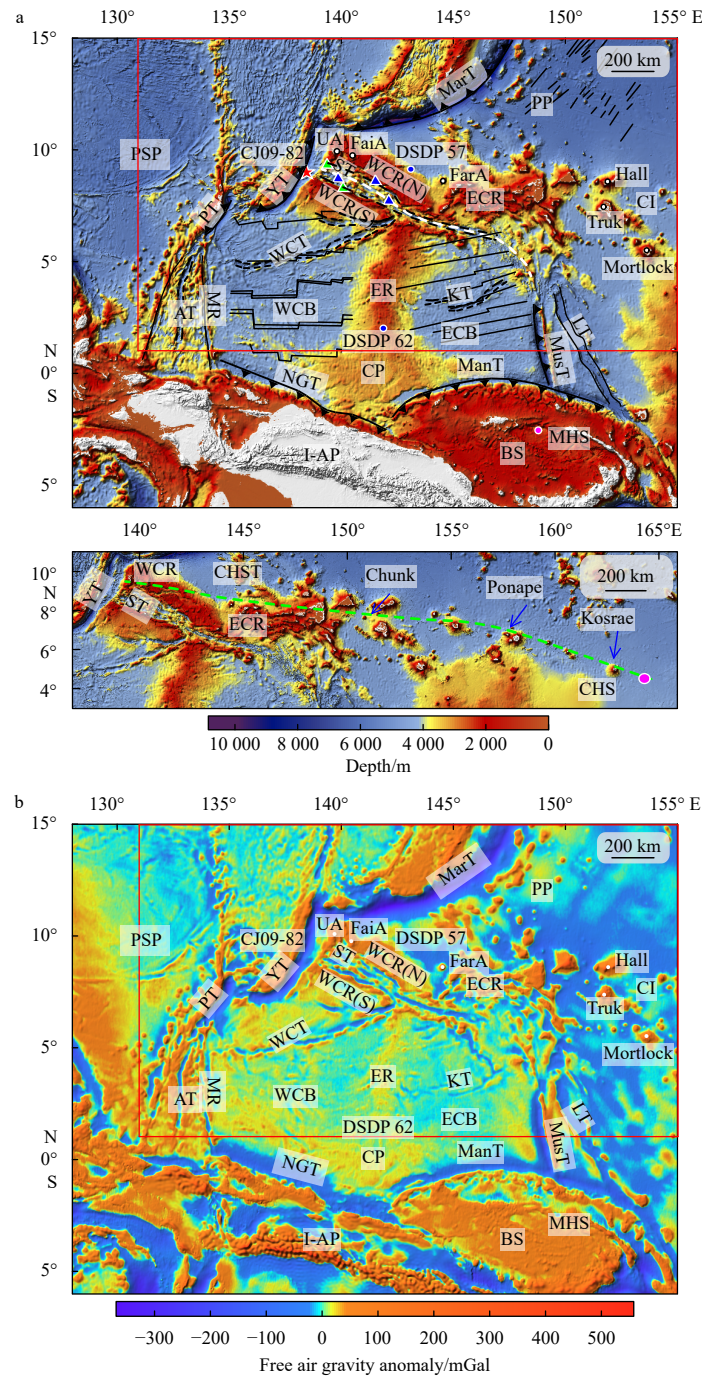 a
130° 135° 140° 145° 150° 155° E
15°
200 km
MarT
PP
PSP
UA FaiA
DSDP 57
CJ09-82
10°
ST
WCR(N)
FarA
Hall
YT
PT
WCR(S)
ECR
CI
Truk
WCT
Mortlock
5°
ER
KT
AT
MR
WCB
ECB
LT
DSDP 62
MusT
N
0°
S
NGT
CP
ManT
MHS
BS
I-AP
5°
140° 145° 150° 155° 160° 165°E
10°
N
8°
6°
4°
WCR
CHST
Chunk
200 km
YT
ST
ECR
Ponape
Kosrae
CHS
10 000 8 000 6 000 4 000 2 000 0
Depth/m
b
130° 135° 140° 145° 150° 155° E
15°
200 km
MarT
PP
UA FaiA
PSP
CJ09-82
DSDP 57
10°
ST
WCR(N)
FarA
Hall
YT
PT
WCR(S)
ECR
CI
Truk
WCT
Mortlock
5°
ER
KT
AT
MR
WCB
ECB
LT
DSDP 62
MusT
N
0°
S
NGT
CP
ManT
MHS
I-AP
BS
5°
−300 −200 −100 0 100 200 300 400 500
Free air gravity anomaly/mGal